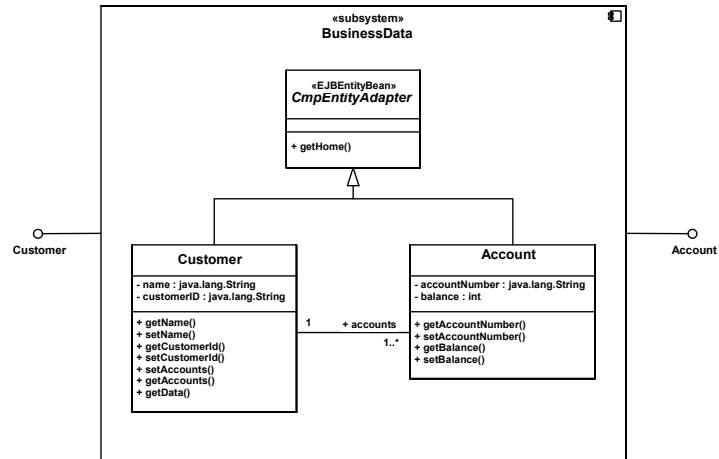 «subsystem»
BusinessData
«EJBEntityBean»
CmpEntityAdapter
+ getHome()
Customer
Account
Customer
- name : java.lang.String
- customerID : java.lang.String
+ getName()
+ setName()
+ getCustomerId()
+ setCustomerId()
+ setAccounts()
+ getAccounts()
+ getData()
1
+ accounts
1..*
Account
- accountNumber : java.lang.String
- balance : int
+ getAccountNumber()
+ setAccountNumber()
+ getBalance()
+ setBalance()